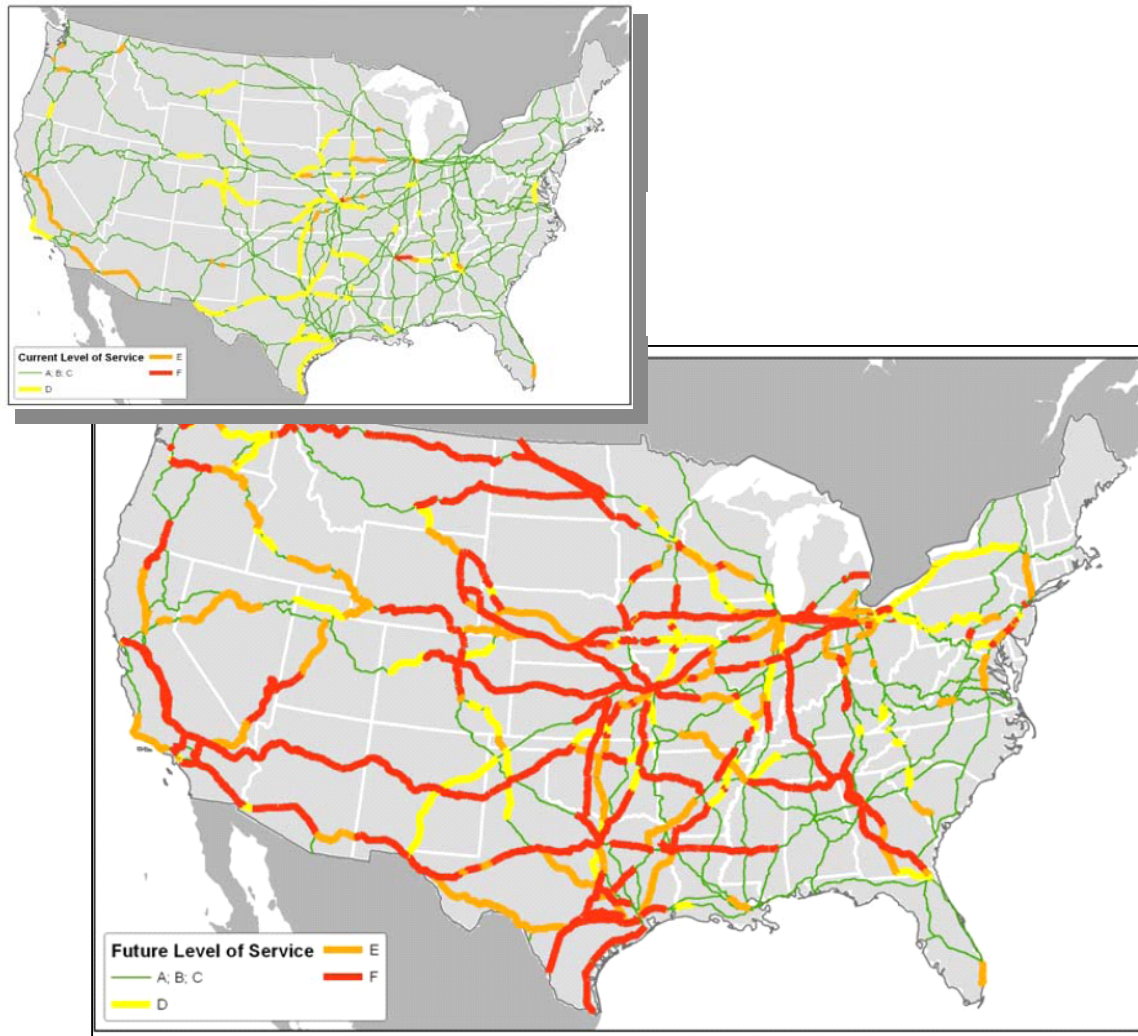 Current Level of Service
A; B; C
D
E
F
Future Level of Service
A; B; C
D
E
F